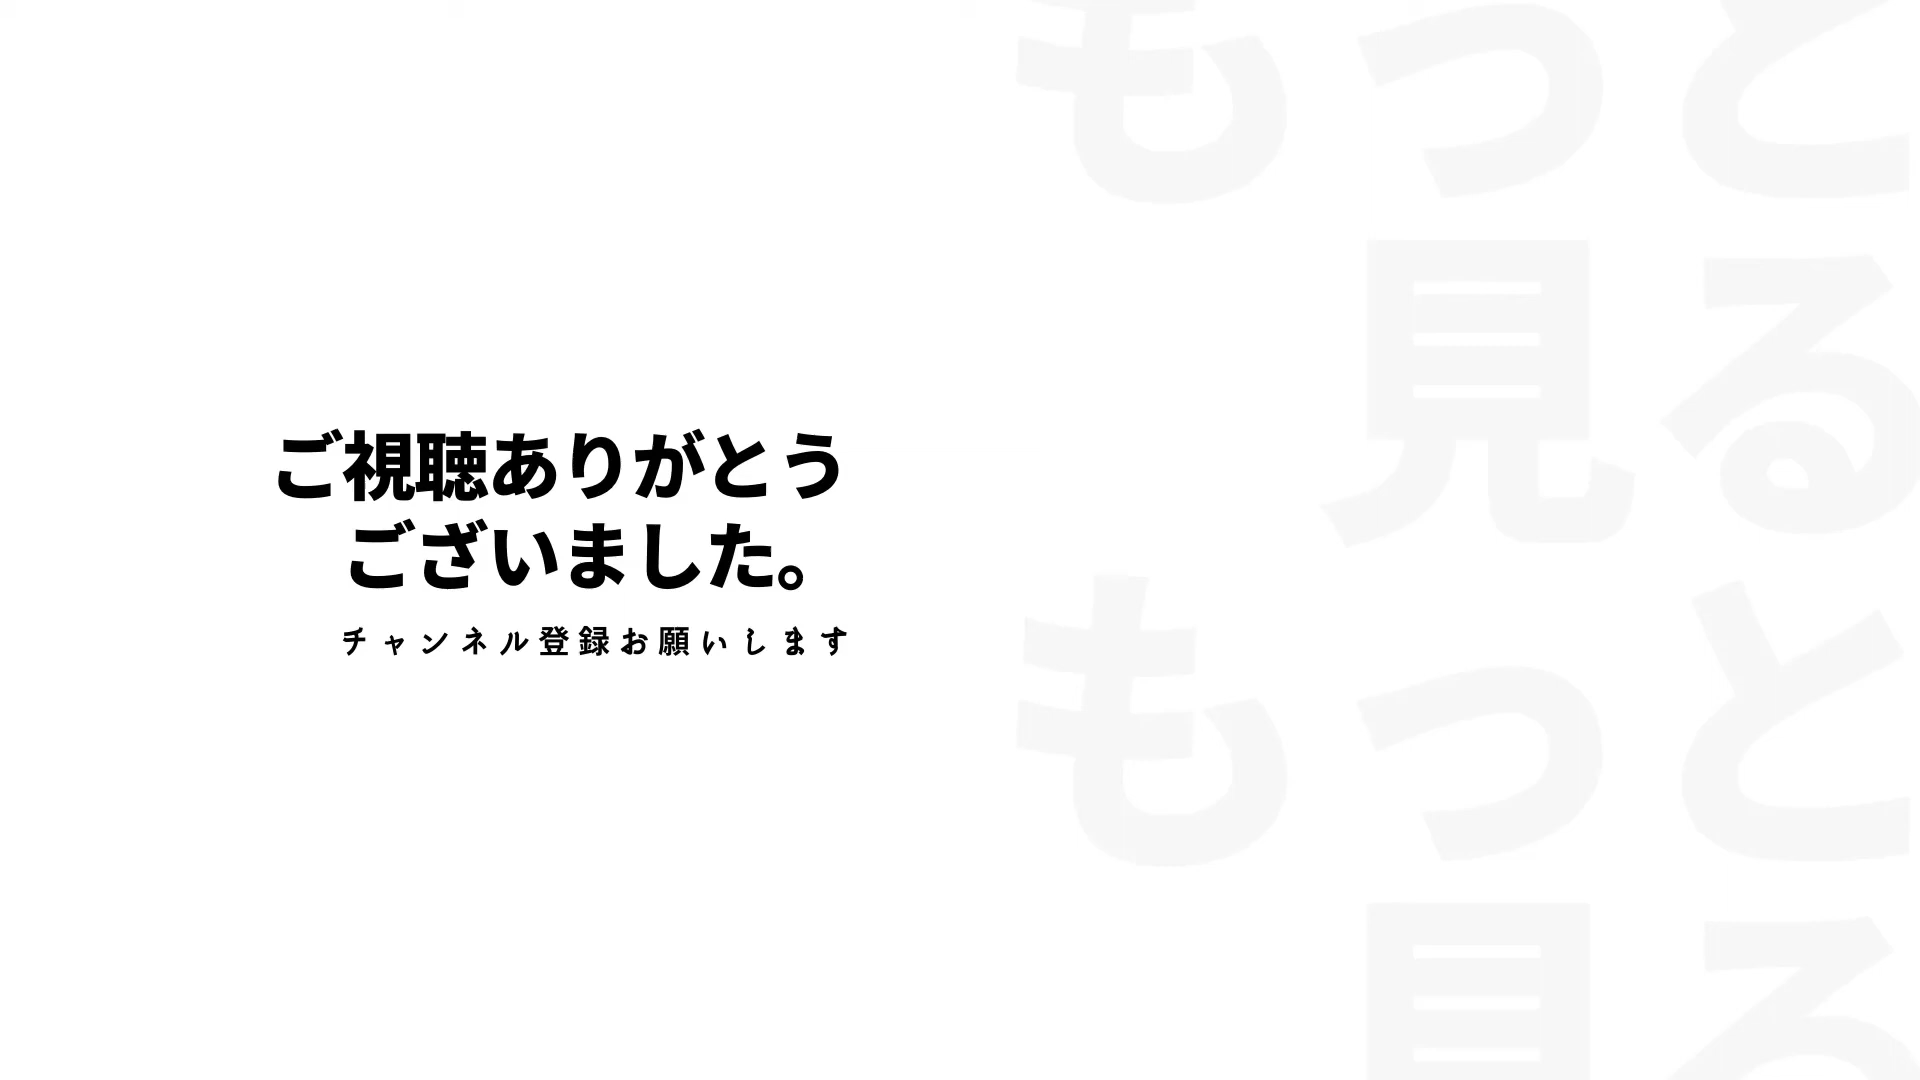 ご視聴ありがとう
ございました。
チャンネル登録お願いします
もっと
見る
もっと
見る